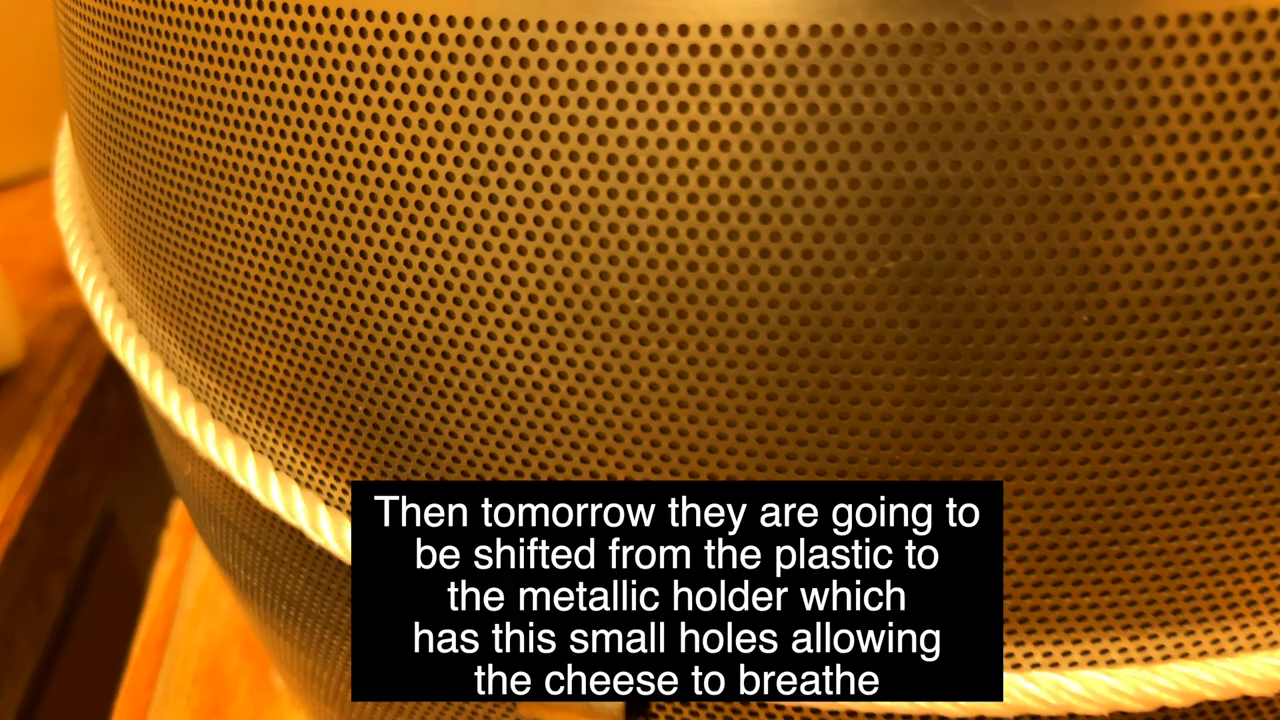 Then tomorrow they are going to
be shifted from the plastic to
the metallic holder which
has this small holes allowing
the cheese to breathe